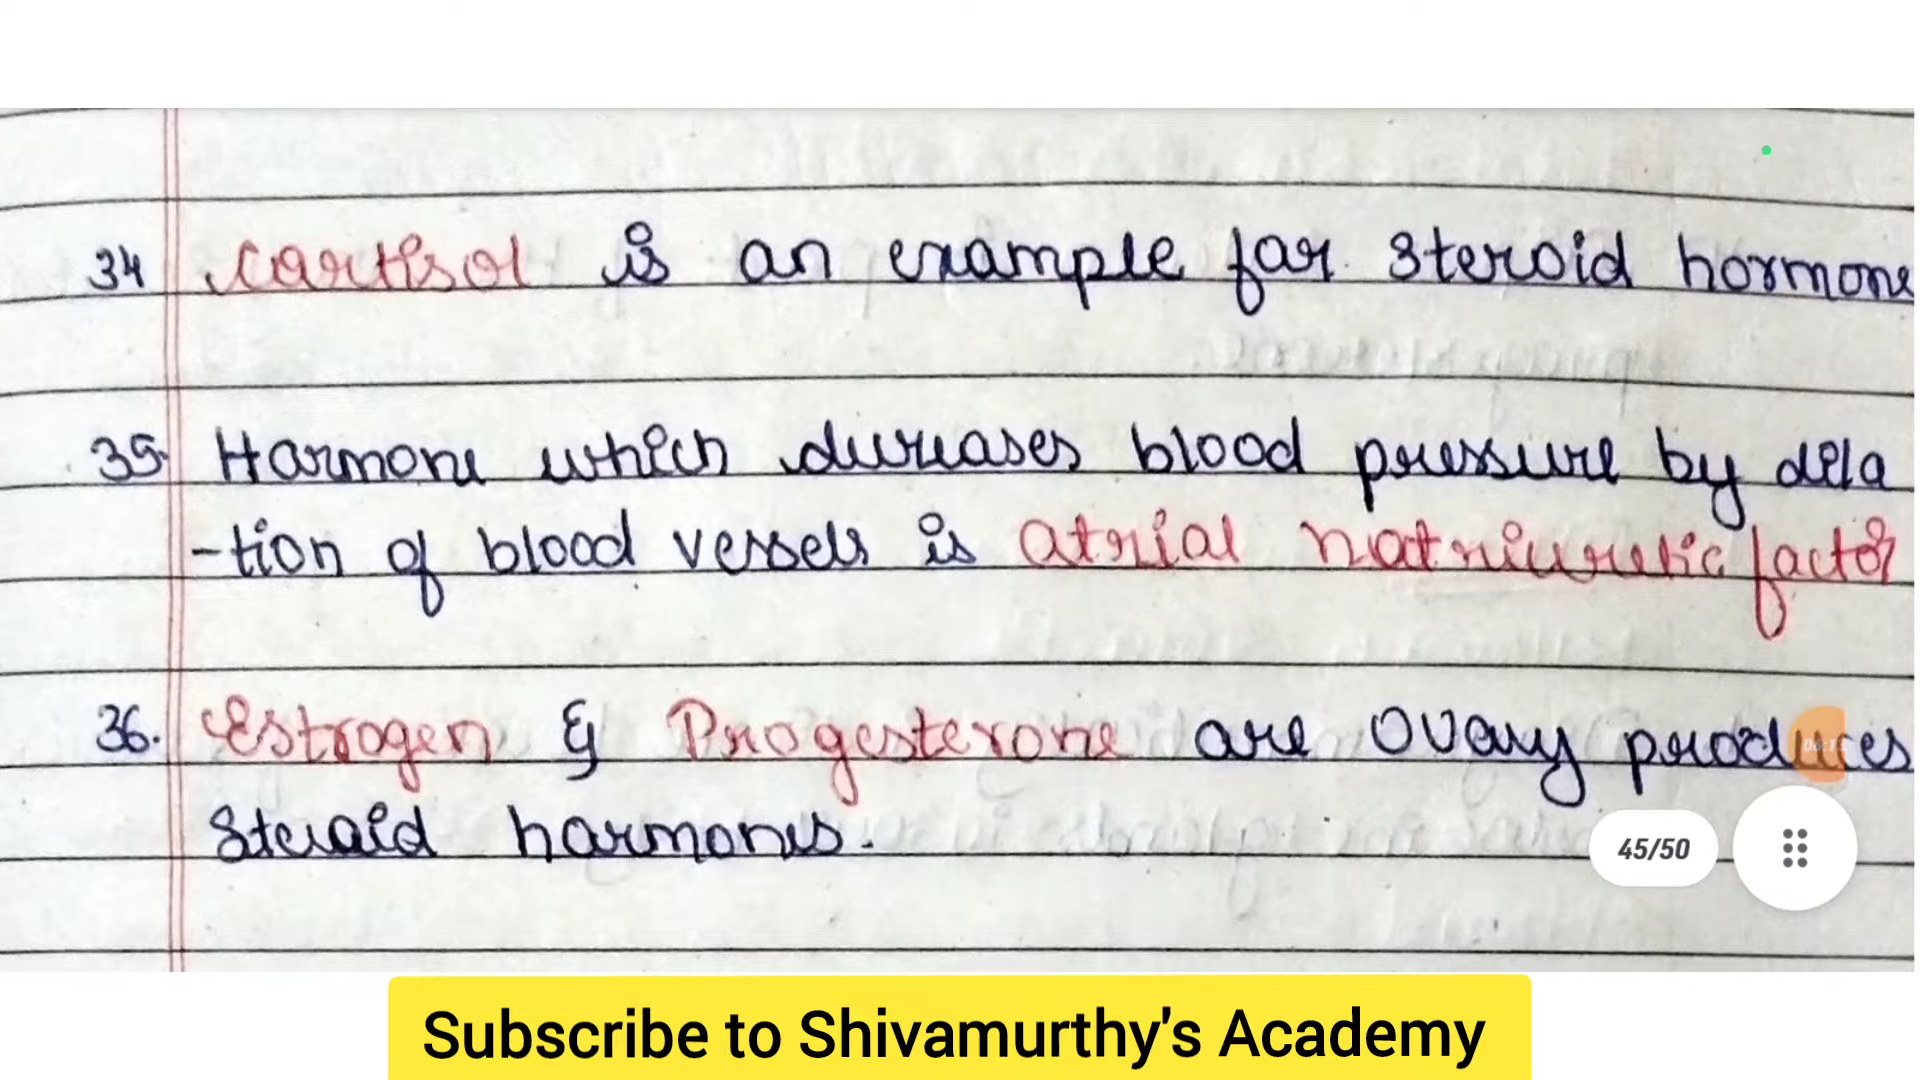 34 Cortisol is an example for steroid hormone
35. Hormone which decreases blood pressure by dila
-tion of blood vessels is atrial natriuretic factor
36. Estrogen & Progesterone are Ovary produces
steroid hormones.
45/50
Subscribe to Shivamurthy's Academy